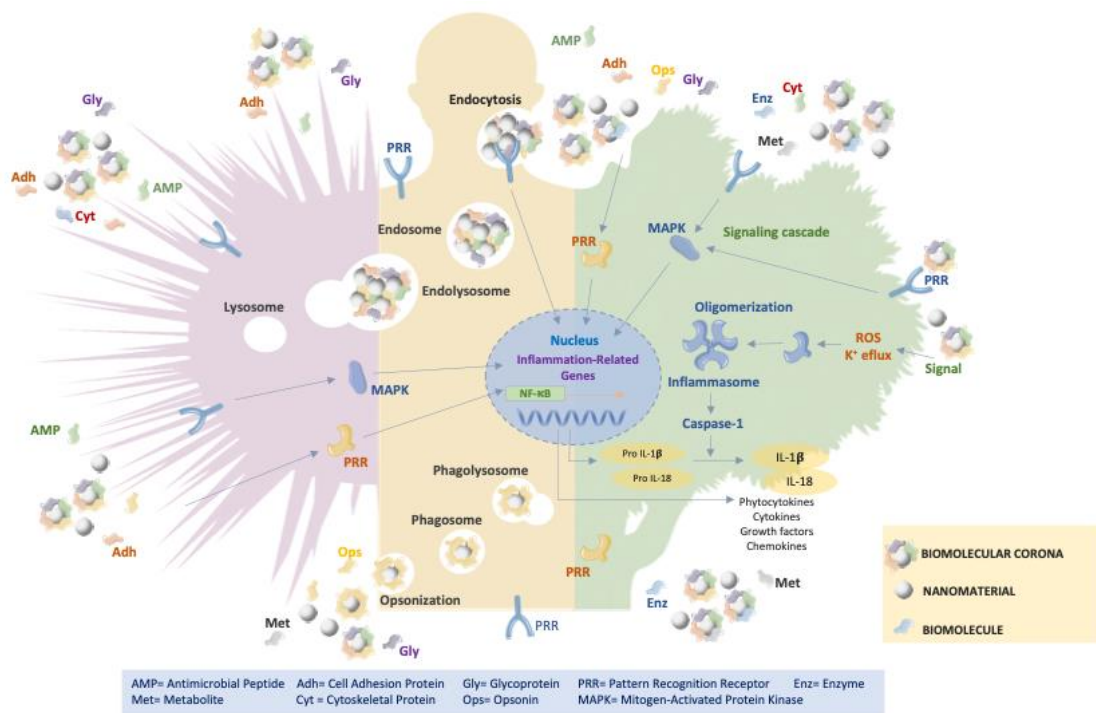 AMP
Gly
Adh
Ops
Gly
Adh
Endocytosis
Cyt
Enz
Gly
Met
PRR
Adh
AMP
Cyt
Endosome
PRR
MAPK
Signaling cascade
PRR
Endolysosome
Lysosome
Oligomerization
Nucleus
Inflammation-Related
Genes
ROS
K⁺ eflux
Signal
Inflammasome
MAPK
NF-κB
Caspase-1
AMP
PRR
Pro IL-1β
IL-1β
Pro IL-18
IL-18
Phagolysosome
Phytocytokines
Cytokines
Growth factors
Chemokines
Phagosome
Adh
Ops
PRR
Opsonization
Met
Enz
Met
PRR
Gly
BIOMOLECULAR CORONA
NANOMATERIAL
BIOMOLECULE
AMP= Antimicrobial Peptide Adh= Cell Adhesion Protein Gly= Glycoprotein PRR= Pattern Recognition Receptor Enz= Enzyme
Met= Metabolite Cyt = Cytoskeletal Protein Ops= Opsonin MAPK= Mitogen-Activated Protein Kinase